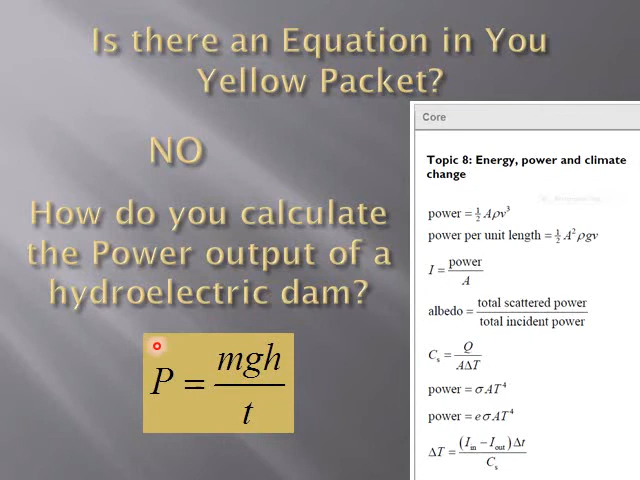 Is there an Equation in You
Yellow Packet?
NO
How do you calculate
the Power output of a
hydroelectric dam?
P = mgh / t
Core
Topic 8: Energy, power and climate
change
power = ½ Aρv³
power per unit length = ½ A²ρgv
I = power / A
albedo = total scattered power / total incident power
Cₛ = Q / AΔT
power = σAT⁴
power = eσAT⁴
ΔT = (I_in − I_out)Δt / Cₛ